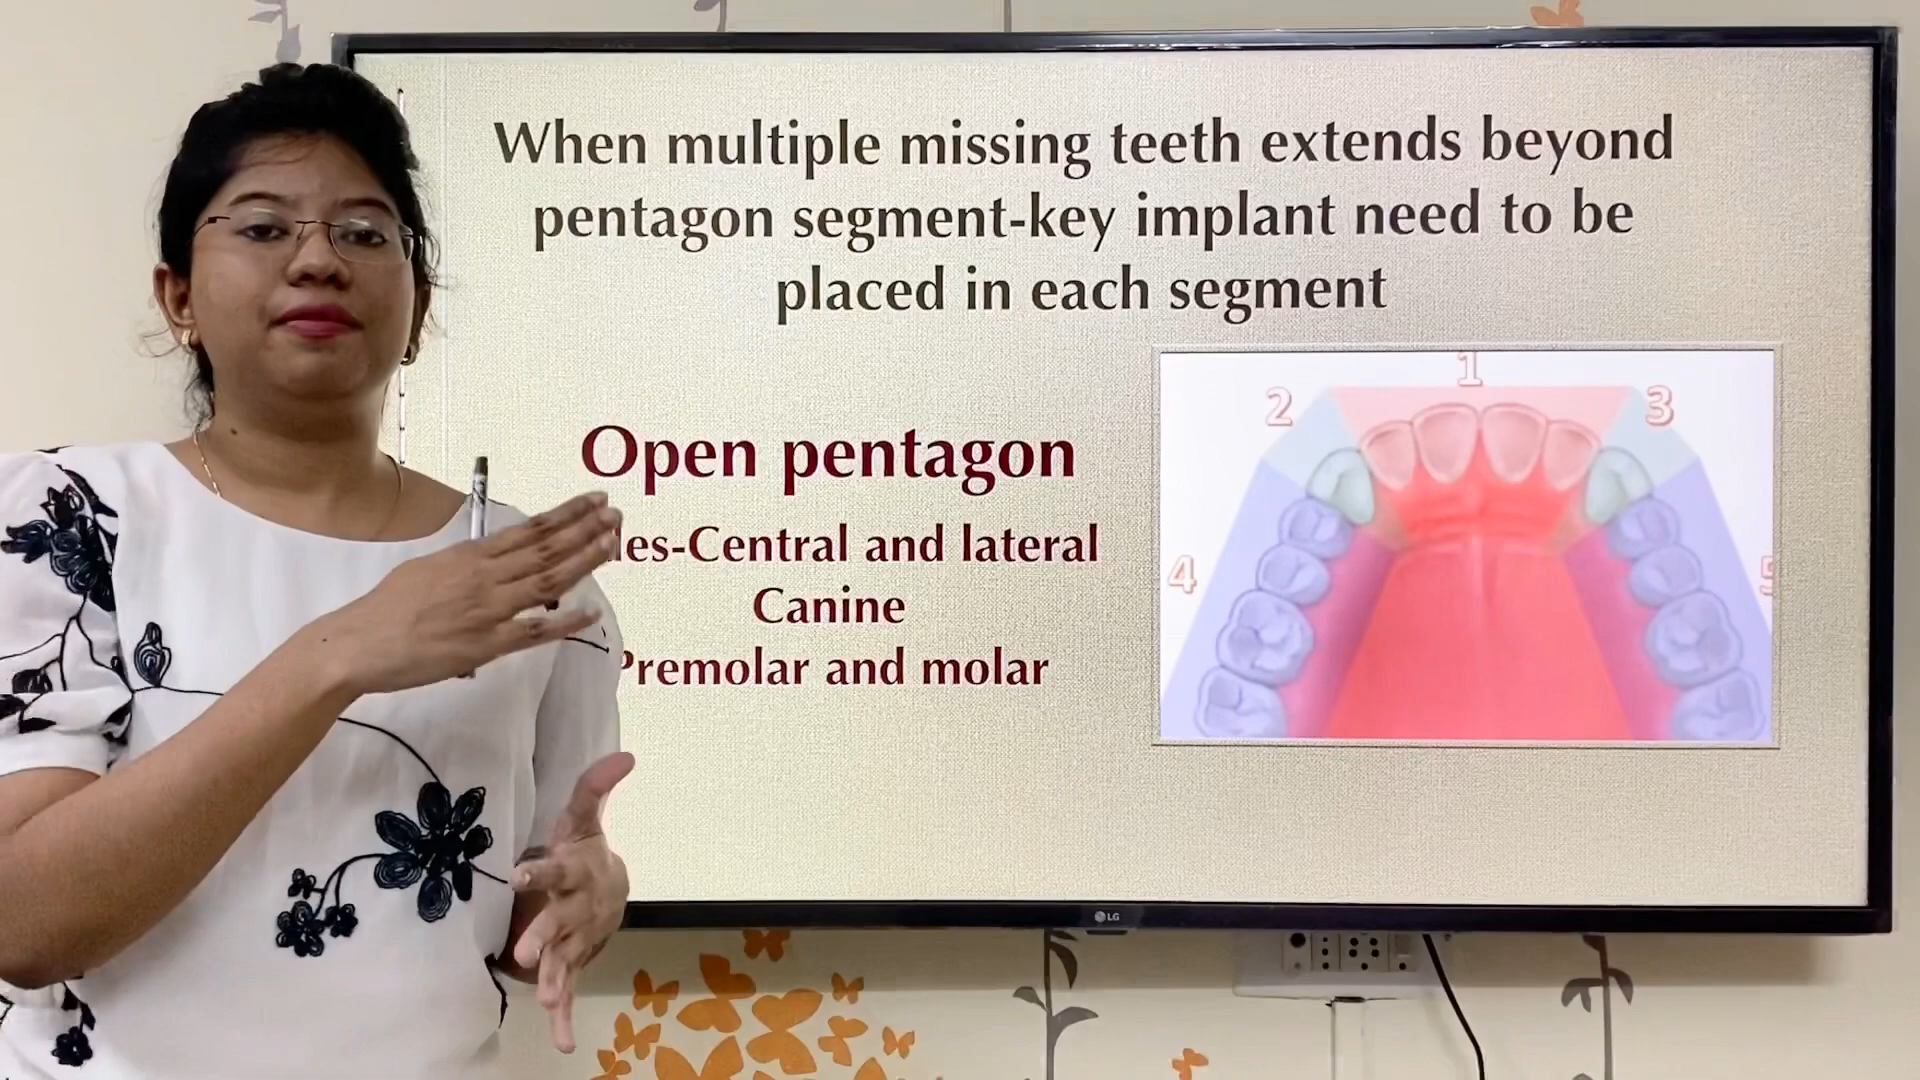 When multiple missing teeth extends beyond
pentagon segment-key implant need to be
placed in each segment
1
2
3
Open pentagon
les-Central and lateral
4
5
Canine
Premolar and molar
LG